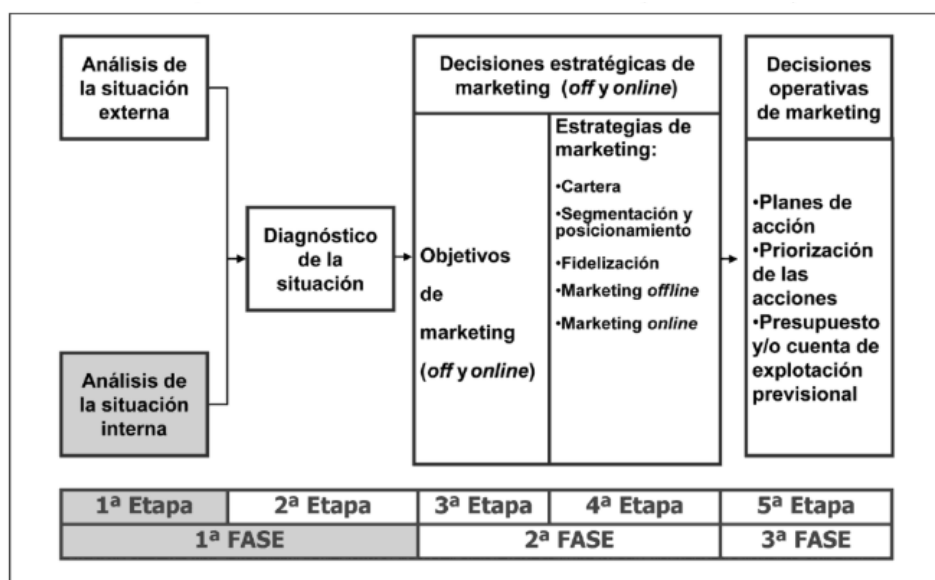 Análisis de
la situación
externa
Análisis de
la situación
interna
Diagnóstico
de la
situación
Decisiones estratégicas de
marketing (off y online)
Objetivos
de
marketing
(off y online)
Estrategias de
marketing:
•Cartera
•Segmentación y
posicionamiento
•Fidelización
•Marketing offline
•Marketing online
Decisiones
operativas
de marketing
•Planes de
acción
•Priorización
de las
acciones
•Presupuesto
y/o cuenta de
explotación
previsional
1ª Etapa 2ª Etapa 3ª Etapa 4ª Etapa 5ª Etapa
1ª FASE 2ª FASE 3ª FASE